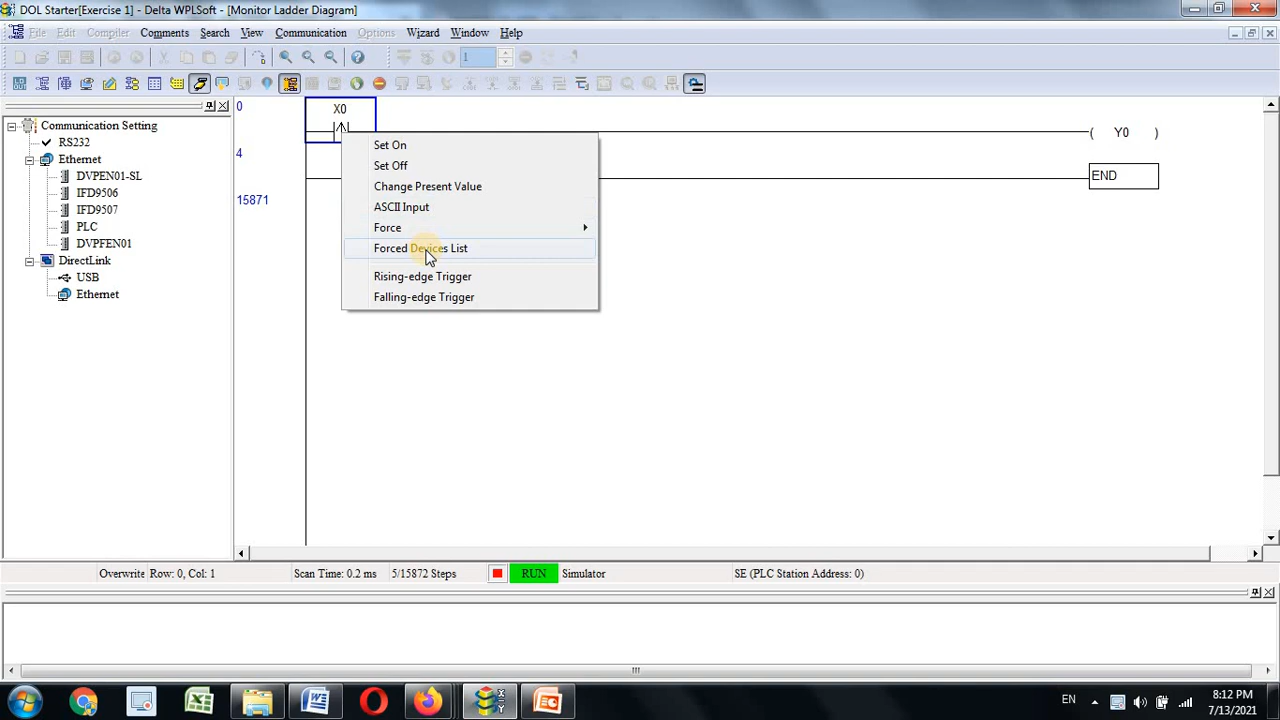 DOL Starter[Exercise 1] - Delta WPLSoft - [Monitor Ladder Diagram]
File Edit Compiler Comments Search View Communication Options Wizard Window Help
1
Communication Setting
RS232
Ethernet
DVPEN01-SL
IFD9506
IFD9507
PLC
DVPFEN01
DirectLink
USB
Ethernet
0
X0
Y0
4
END
15871
Set On
Set Off
Change Present Value
ASCII Input
Force
Forced Devices List
Rising-edge Trigger
Falling-edge Trigger
Overwrite Row: 0, Col: 1 Scan Time: 0.2 ms 5/15872 Steps RUN Simulator SE (PLC Station Address: 0)
EN
8:12 PM
7/13/2021